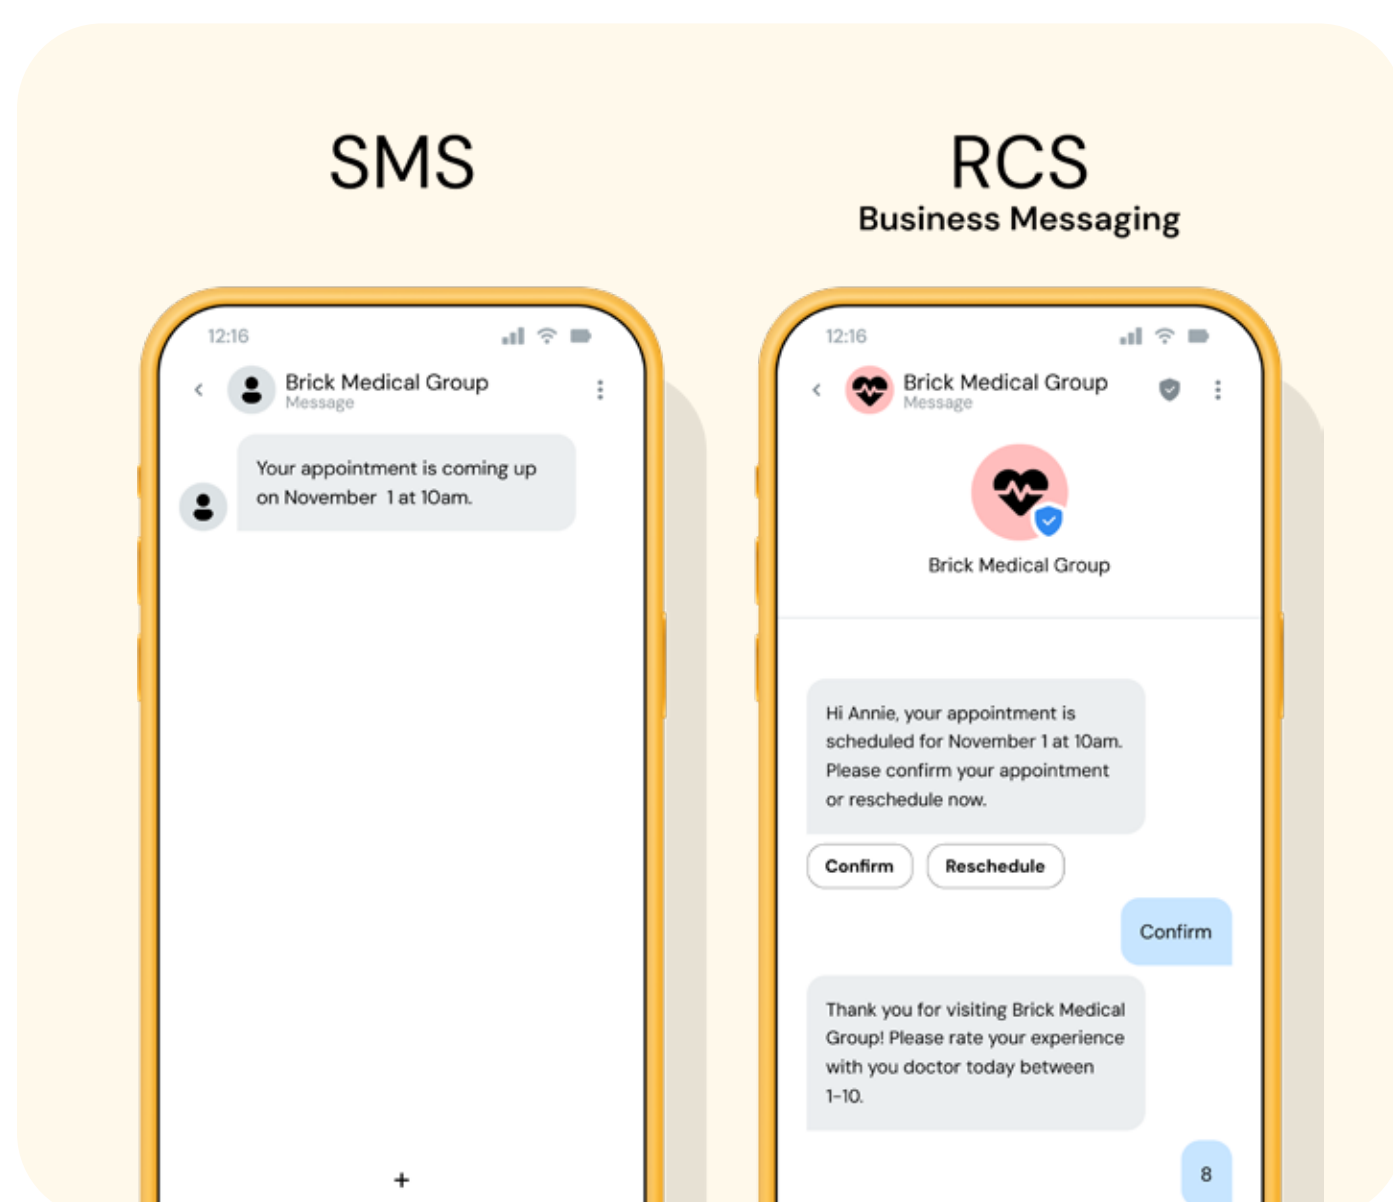 SMS
12:16
Brick Medical Group
Message
Your appointment is coming up
on November 1 at 10am.
+
RCS
Business Messaging
12:16
Brick Medical Group
Message
Brick Medical Group
Hi Annie, your appointment is
scheduled for November 1 at 10am.
Please confirm your appointment
or reschedule now.
Confirm Reschedule
Confirm
Thank you for visiting Brick Medical
Group! Please rate your experience
with you doctor today between
1-10.
8